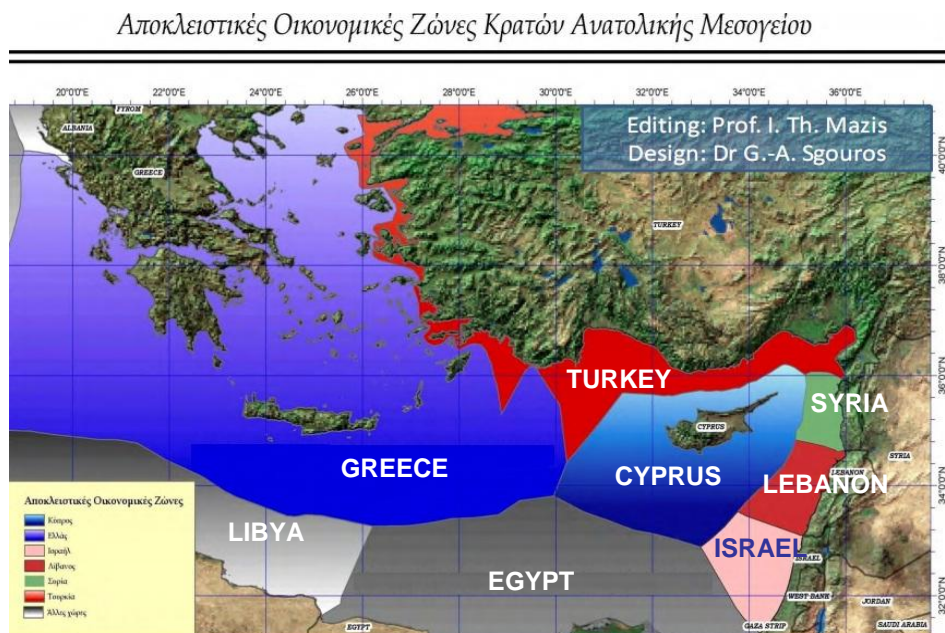 Αποκλειστικές Οικονομικές Ζώνες Κρατών Ανατολικής Μεσογείου
20°0'0"E 22°0'0"E 24°0'0"E 26°0'0"E 28°0'0"E 30°0'0"E 32°0'0"E 34°0'0"E 36°0'0"E
FYROM
ALBANIA
GREECE
Editing: Prof. I. Th. Mazis
Design: Dr G.-A. Sgouros
40°0'0"N
TURKEY
38°0'0"N
36°0'0"N
TURKEY
SYRIA
CYPRUS
SYRIA
GREECE
CYPRUS
LEBANON
LEBANON
34°0'0"N
LIBYA
ISRAEL
ISRAEL
EGYPT
WEST BANK
JORDAN
32°0'0"N
EGYPT
GAZA STRIP
SAUDI ARABIA
Αποκλειστικές Οικονομικές Ζώνες
Κύπρος
Ελλάς
Ισραήλ
Λίβανος
Συρία
Τουρκία
Άλλες χώρες